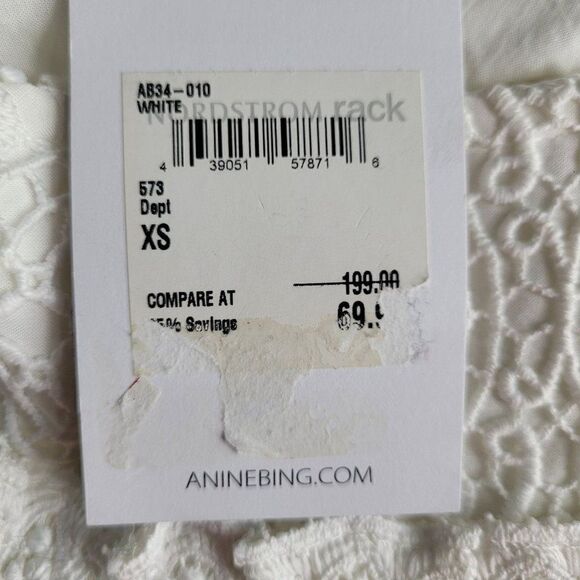 AB34-010
WHITE
NORDSTROM rack
4 39051 57871 6
573
Dept
XS
199.00
COMPARE AT
69.9
% Savings
ANINEBING.COM